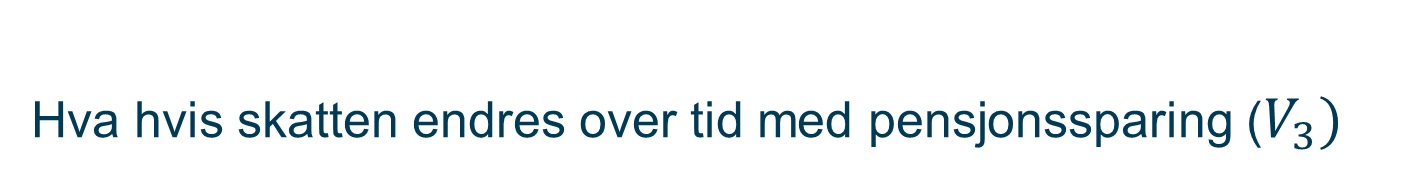 Hva hvis skatten endres over tid med pensjonssparing (V₃)